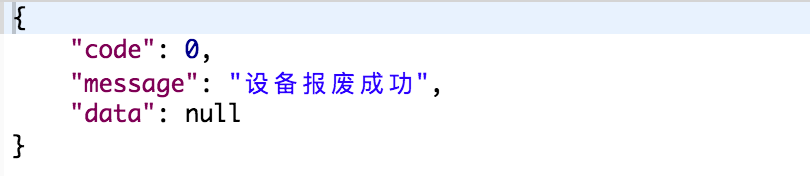 {
    "code": 0,
    "message": "设备报废成功",
    "data": null
}